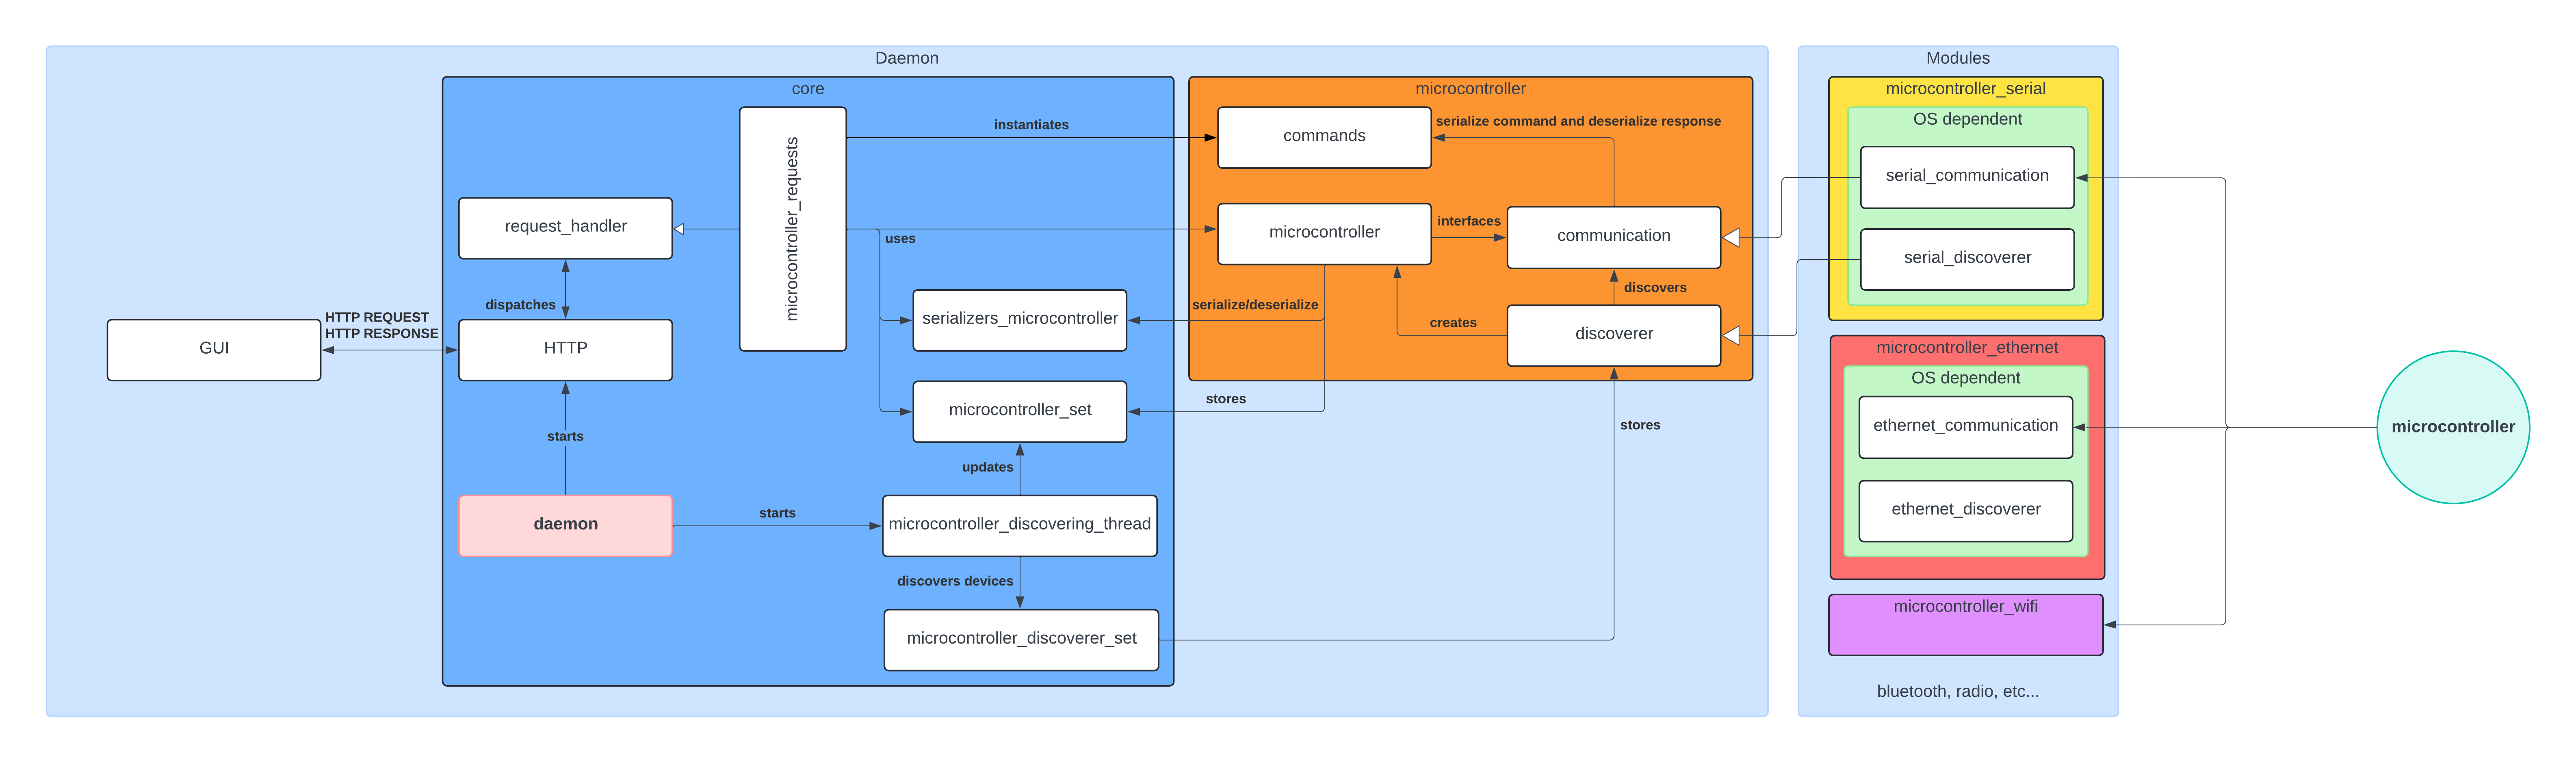 Daemon
Modules
core
microcontroller
microcontroller_serial
OS dependent
instantiates
commands
serialize command and deserialize response
microcontroller_requests
serial_communication
request_handler
uses
microcontroller
interfaces
communication
serial_discoverer
dispatches
serializers_microcontroller
serialize/deserialize
discovers
creates
discoverer
HTTP REQUEST
HTTP RESPONSE
GUI
HTTP
microcontroller_ethernet
OS dependent
microcontroller_set
stores
stores
ethernet_communication
microcontroller
starts
updates
daemon
starts
microcontroller_discovering_thread
ethernet_discoverer
discovers devices
microcontroller_discoverer_set
microcontroller_wifi
bluetooth, radio, etc...